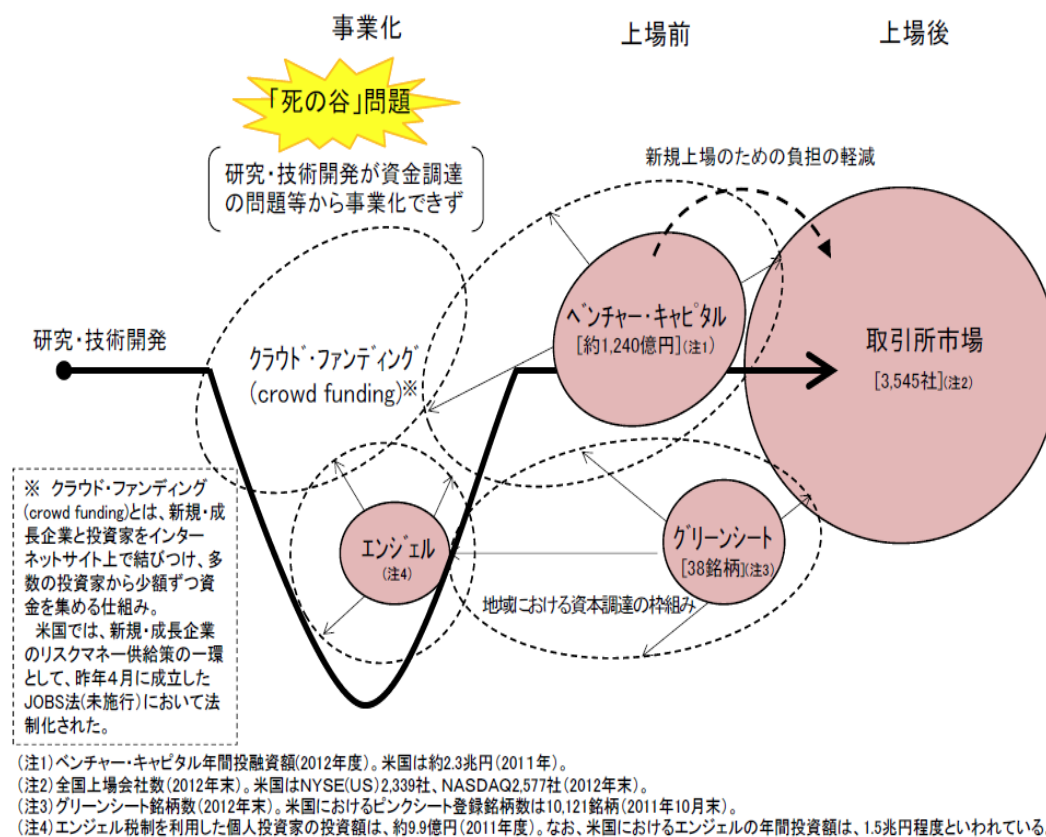 事業化
上場前
上場後
「死の谷」問題
研究・技術開発が資金調達
の問題等から事業化できず
新規上場のための負担の軽減
研究・技術開発
クラウド・ファンディング
(crowd funding)※
ベンチャー・キャピタル
[約1,240億円](注1)
取引所市場
[3,545社](注2)
エンジェル
(注4)
グリーンシート
[38銘柄](注3)
地域における資本調達の枠組み
※ クラウド・ファンディング
(crowd funding)とは、新規・成
長企業と投資家をインター
ネットサイト上で結びつけ、多
数の投資家から少額ずつ資
金を集める仕組み。
米国では、新規・成長企業
のリスクマネー供給策の一環
として、昨年4月に成立した
JOBS法(未施行)において法
制化された。
(注1)ベンチャー・キャピタル年間投融資額(2012年度)。米国は約2.3兆円(2011年)。
(注2)全国上場会社数(2012年末)。米国はNYSE(US)2,339社、NASDAQ2,577社(2012年末)。
(注3)グリーンシート銘柄数(2012年末)。米国におけるピンクシート登録銘柄数は10,121銘柄(2011年10月末)。
(注4)エンジェル税制を利用した個人投資家の投資額は、約9.9億円(2011年度)。なお、米国におけるエンジェルの年間投資額は、1.5兆円程度といわれている